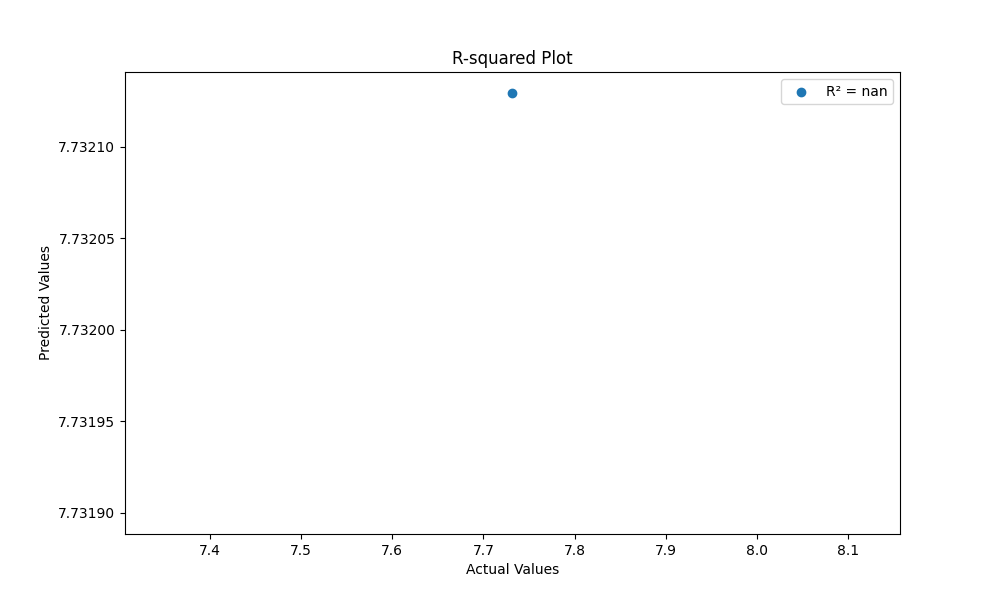 R-squared Plot
R² = nan
7.73210
7.73205
7.73200
7.73195
7.73190
Predicted Values
7.4 7.5 7.6 7.7 7.8 7.9 8.0 8.1
Actual Values